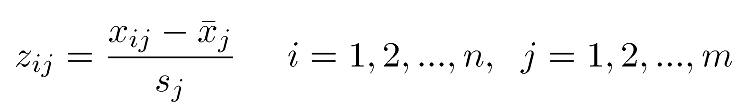 z_{ij} = \frac{x_{ij} - \bar{x}_j}{s_j} \quad i = 1, 2, ..., n, \; j = 1, 2, ..., m